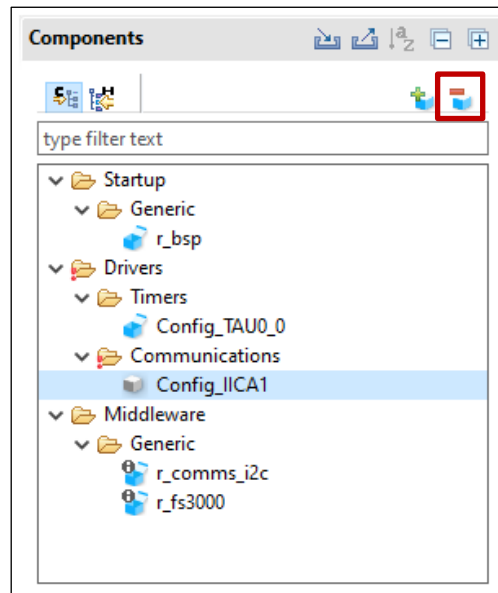 Components
type filter text
Startup
Generic
r_bsp
Drivers
Timers
Config_TAU0_0
Communications
Config_IICA1
Middleware
Generic
r_comms_i2c
r_fs3000